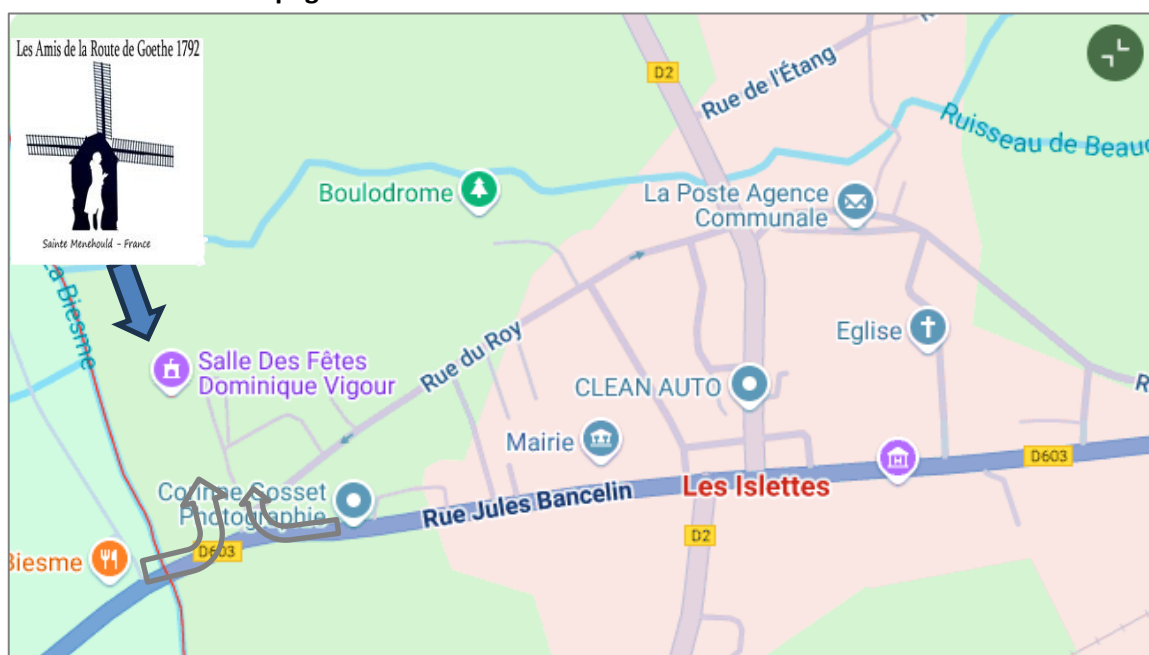 Les Amis de la Route de Goethe 1792
Sainte Menehould - France
D2
Rue de l'Étang
Ruisseau de Beauc
Boulodrome
La Poste Agence
Communale
La Biesme
Salle Des Fêtes
Dominique Vigour
Rue du Roy
Eglise
CLEAN AUTO
R
Mairie
H
D603
Les Islettes
Corinne Gosset
Photographie
Rue Jules Bancelin
D2
D603
Biesme